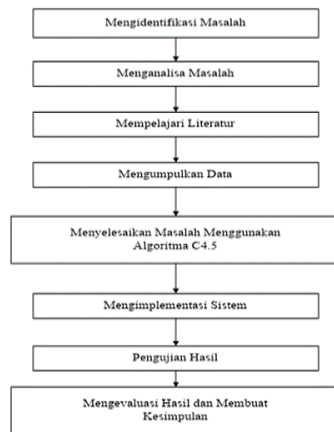 Mengidentifikasi Masalah
Menganalisa Masalah
Mempelajari Literatur
Mengumpulkan Data
Menyelesaikan Masalah Menggunakan
Algoritma C4.5
Mengimplementasi Sistem
Pengujian Hasil
Mengevaluasi Hasil dan Membuat
Kesimpulan